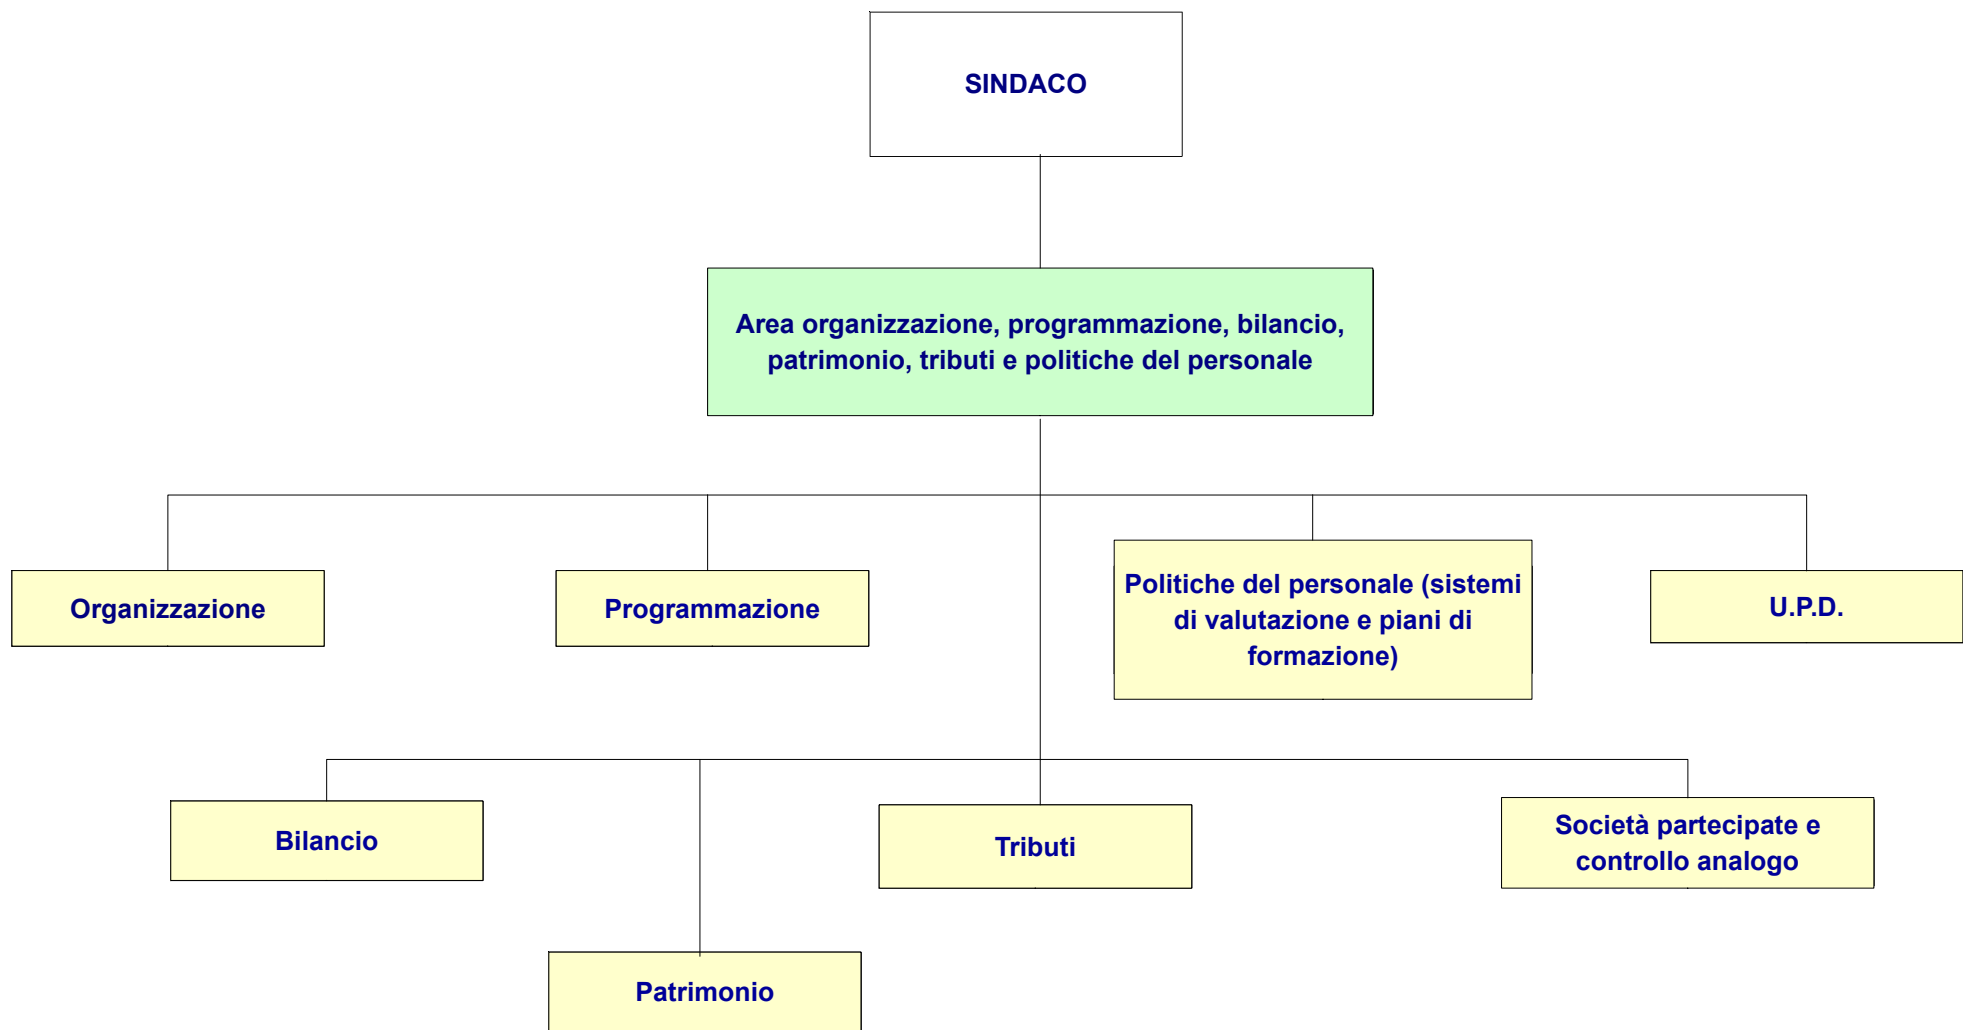 SINDACO
Area organizzazione, programmazione, bilancio,
patrimonio, tributi e politiche del personale
Organizzazione
Programmazione
Politiche del personale (sistemi
di valutazione e piani di
formazione)
U.P.D.
Bilancio
Tributi
Società partecipate e
controllo analogo
Patrimonio